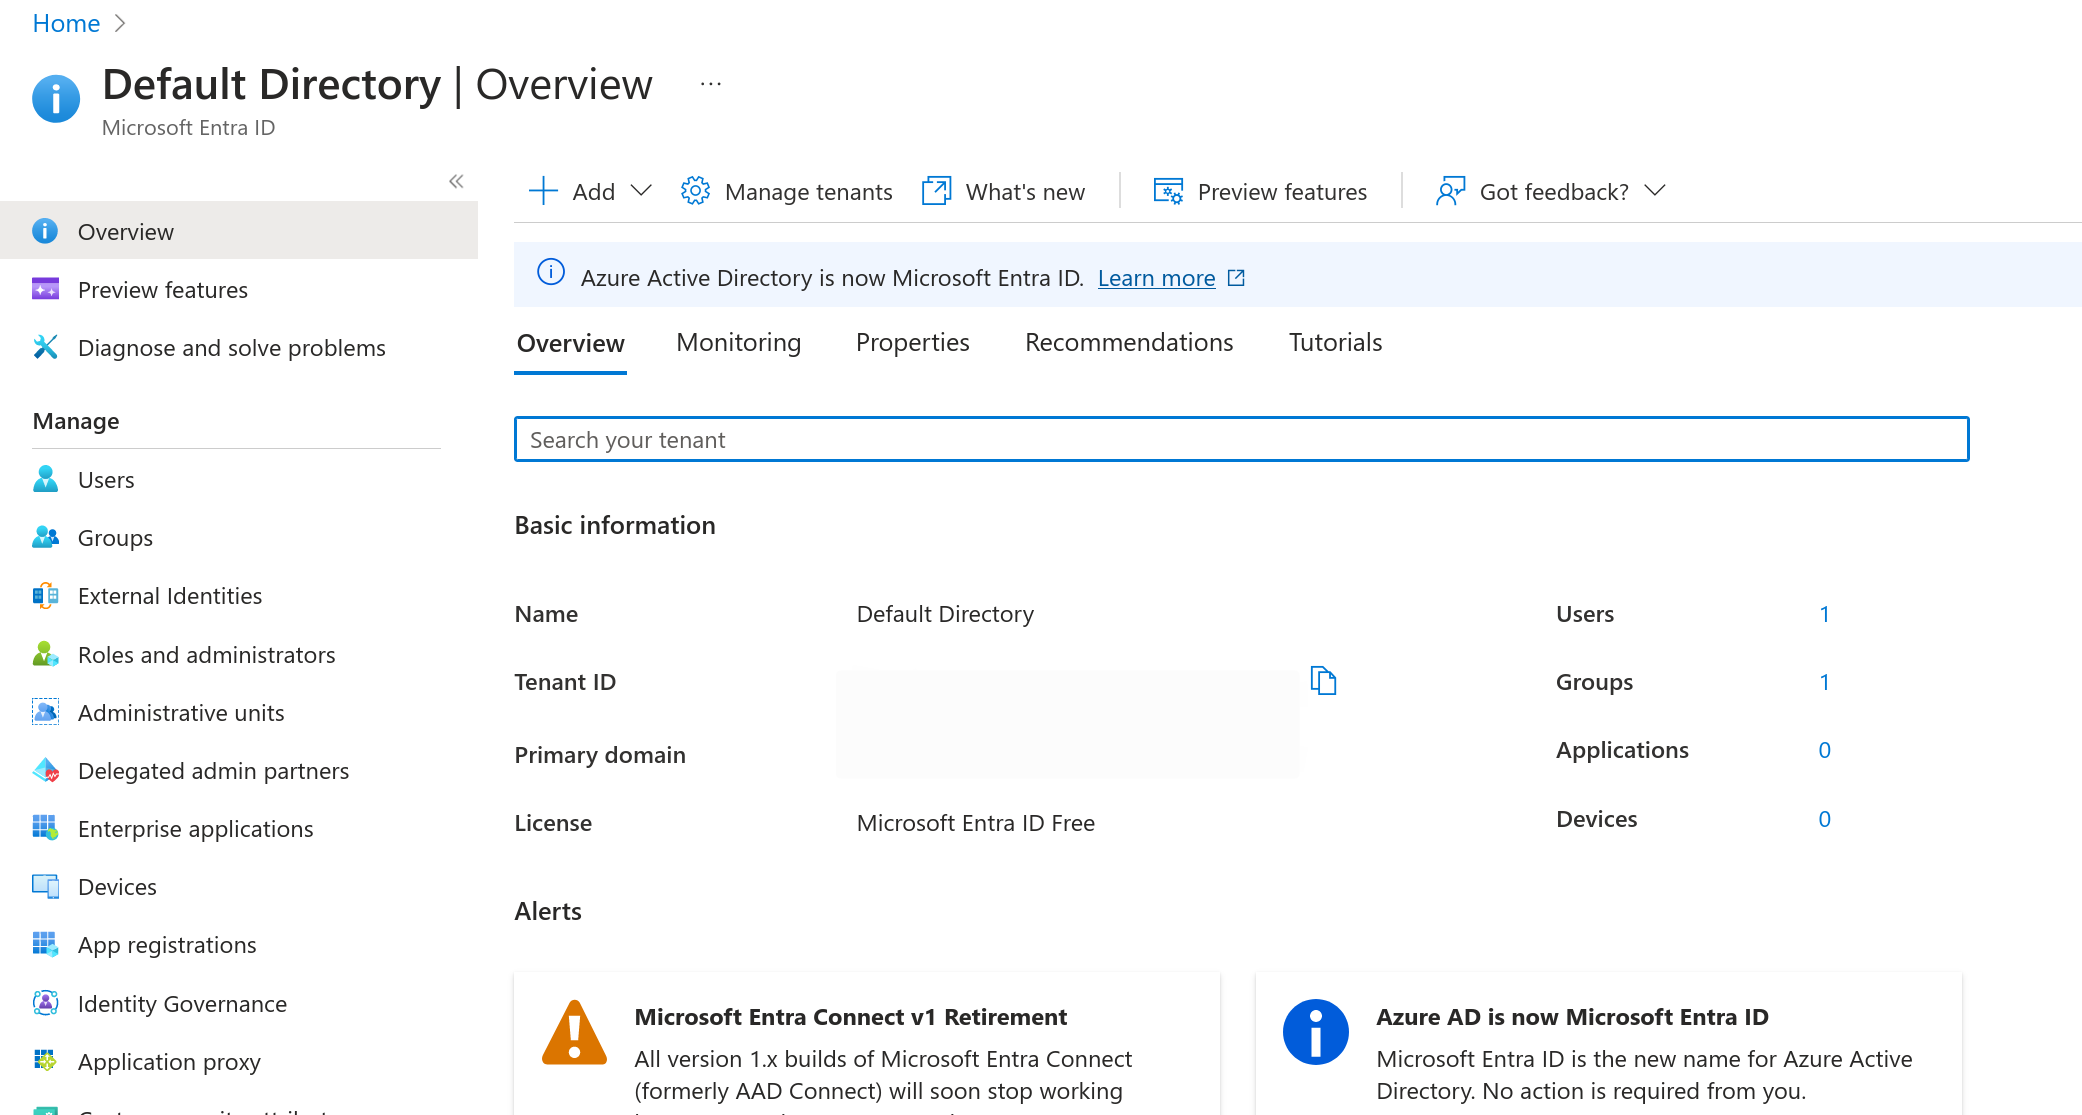 Home
Default Directory | Overview ...
Microsoft Entra ID
Overview
Preview features
Diagnose and solve problems
Manage
Users
Groups
External Identities
Roles and administrators
Administrative units
Delegated admin partners
Enterprise applications
Devices
App registrations
Identity Governance
Application proxy
Add
Manage tenants
What's new
Preview features
Got feedback?
Azure Active Directory is now Microsoft Entra ID. Learn more
Overview
Monitoring
Properties
Recommendations
Tutorials
Search your tenant
Basic information
Name Default Directory
Tenant ID
Primary domain
License Microsoft Entra ID Free
Users 1
Groups 1
Applications 0
Devices 0
Alerts
Microsoft Entra Connect v1 Retirement
All version 1.x builds of Microsoft Entra Connect
(formerly AAD Connect) will soon stop working
Azure AD is now Microsoft Entra ID
Microsoft Entra ID is the new name for Azure Active
Directory. No action is required from you.